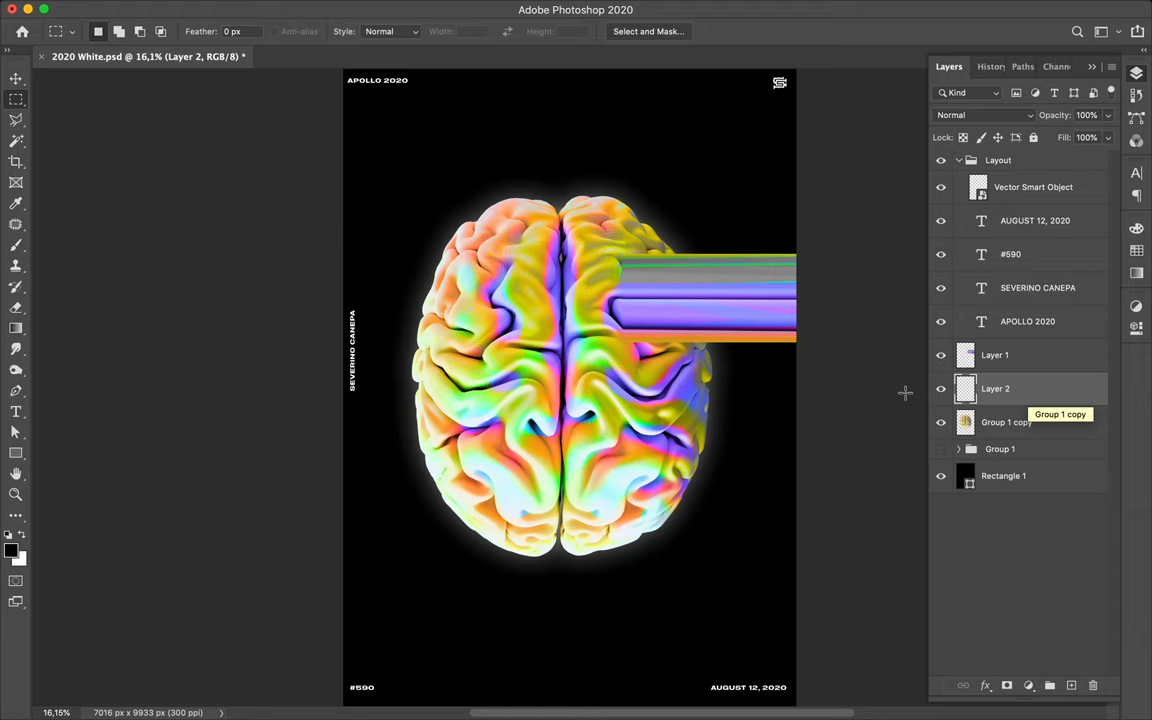 Adobe Photoshop 2020
Feather: 0 px
Anti-alias
Style: Normal
Width:
Height:
Select and Mask...
2020 White.psd @ 16,1% (Layer 2, RGB/8) *
APOLLO 2020
SEVERINO CANEPA
#590
AUGUST 12, 2020
Layers
History
Paths
Chann
Kind
Normal
Opacity: 100%
Lock:
Fill: 100%
Layout
Vector Smart Object
AUGUST 12, 2020
#590
SEVERINO CANEPA
APOLLO 2020
Layer 1
Layer 2
Group 1 copy
Group 1 copy
Group 1
Rectangle 1
16,15%
7016 px x 9933 px (300 ppi)